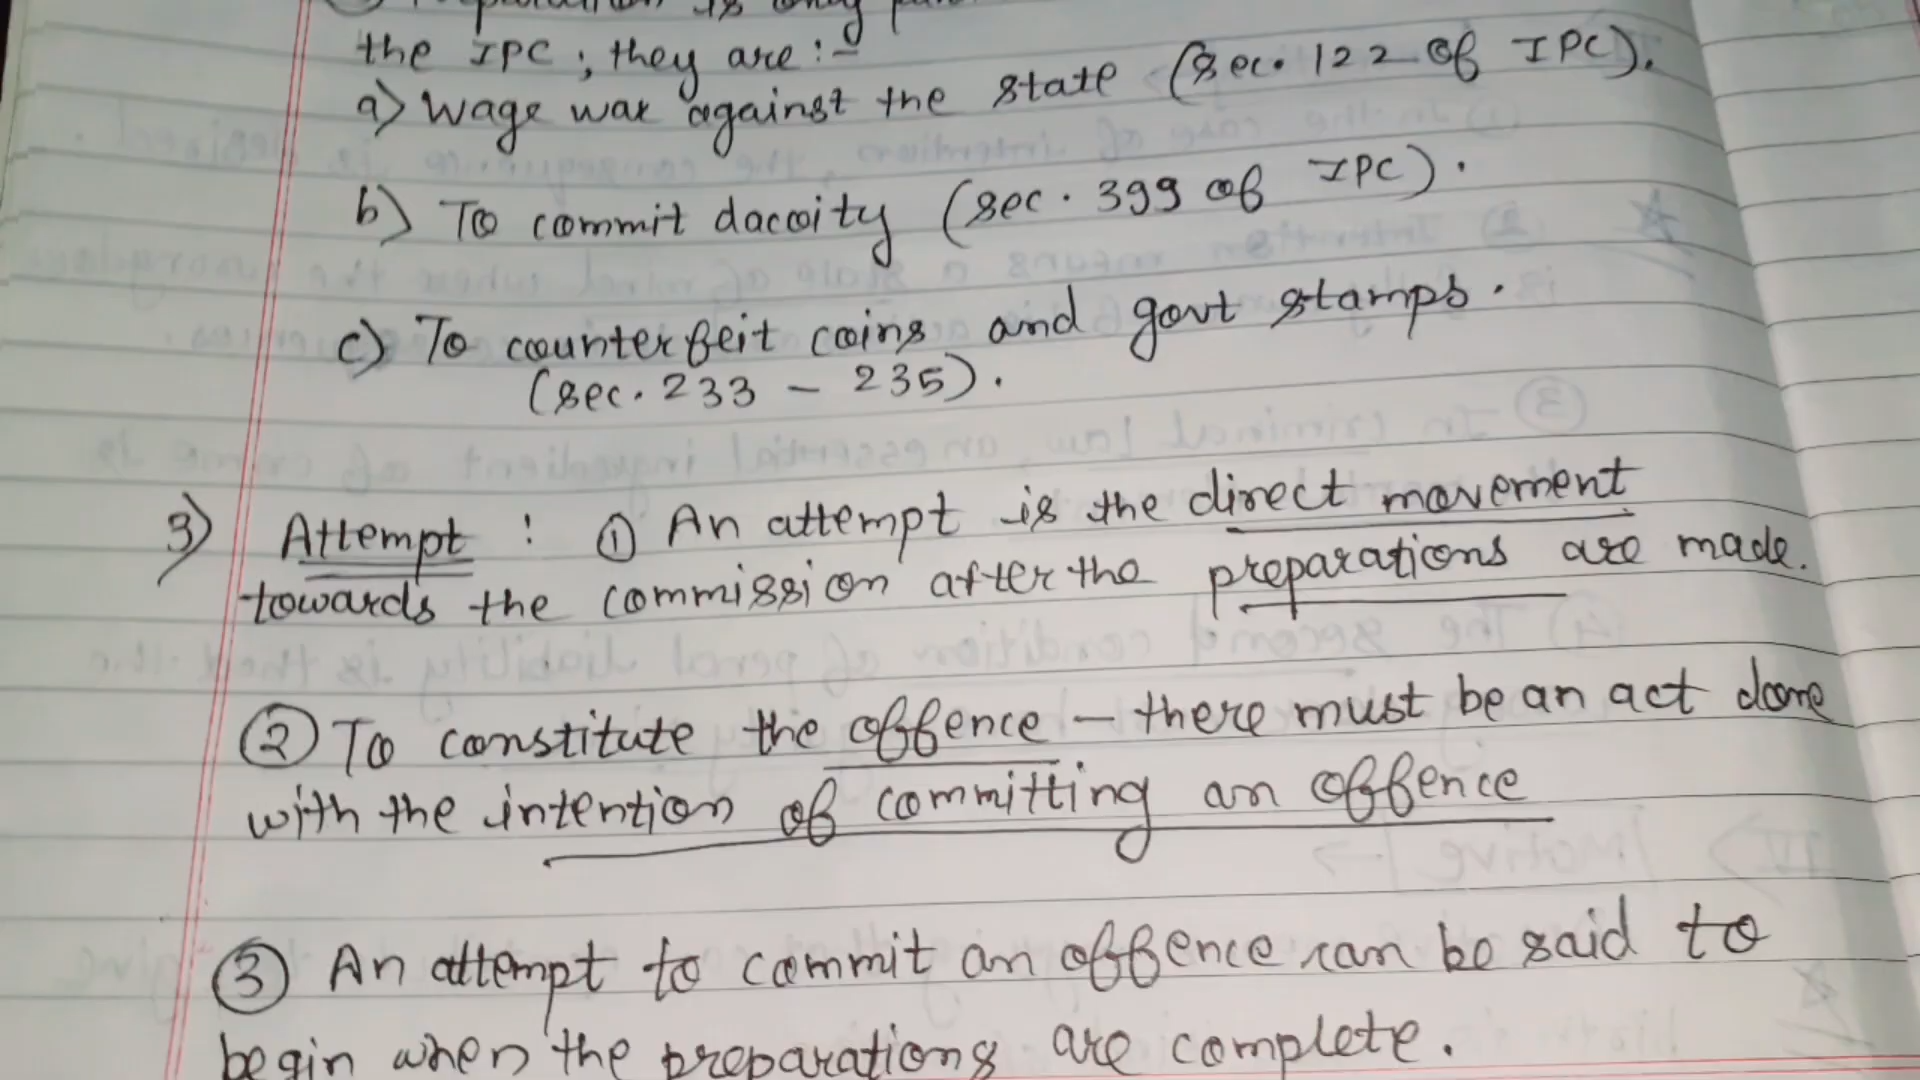 Preparation is only
the IPC ; they are :-
a) Wage war against the state (sec. 122 of IPC).
b) To commit dacoity (sec. 399 of IPC).
c) To counterfeit coins and govt stamps.
(sec. 233 - 235).
3) Attempt : ① An attempt is the direct movement
towards the commission after the preparations are made.
② To constitute the offence - there must be an act done
with the intention of committing an offence
③ An attempt to commit an offence can be said to
begin when the preparations are complete.